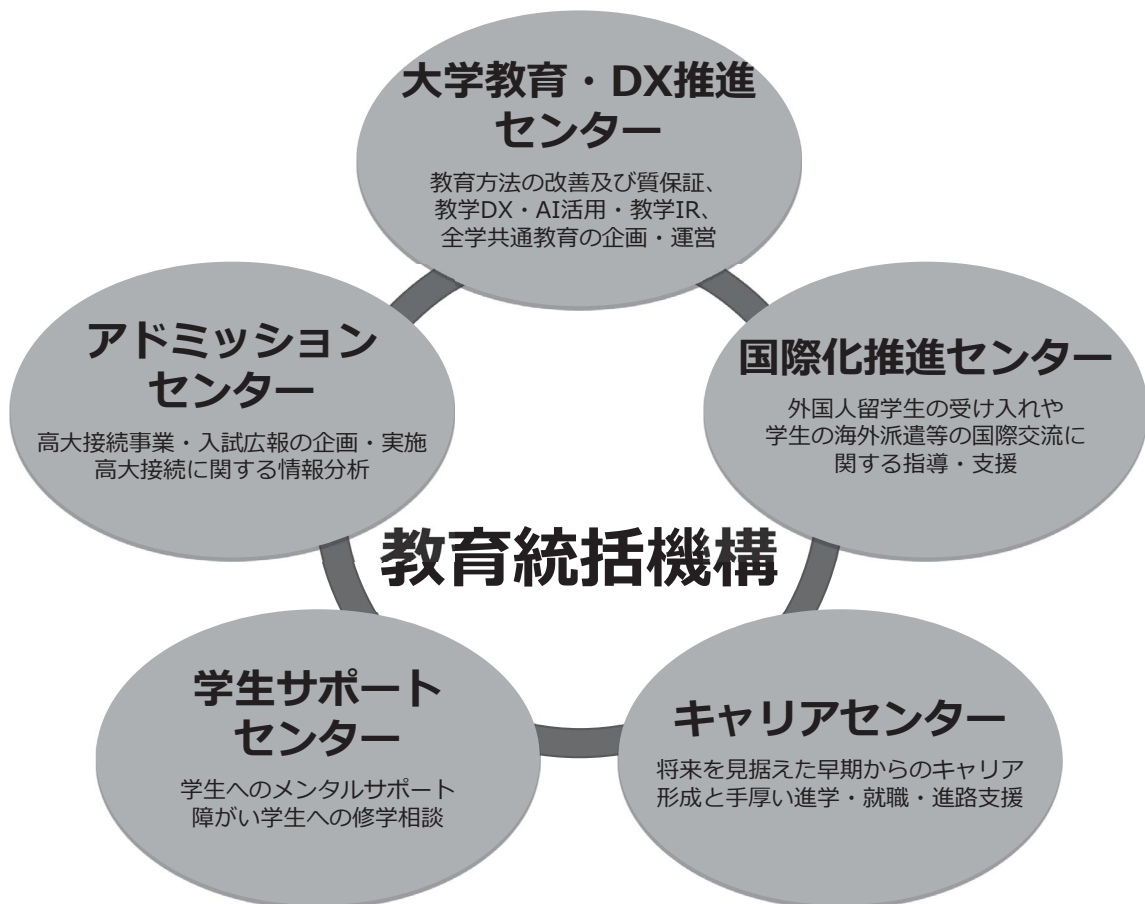 大学教育・DX推進
センター
教育方法の改善及び質保証、
教学DX・AI活用・教学IR、
全学共通教育の企画・運営
アドミッション
センター
高大接続事業・入試広報の企画・実施
高大接続に関する情報分析
国際化推進センター
外国人留学生の受け入れや
学生の海外派遣等の国際交流に
関する指導・支援
教育統括機構
学生サポート
センター
学生へのメンタルサポート
障がい学生への修学相談
キャリアセンター
将来を見据えた早期からのキャリア
形成と手厚い進学・就職・進路支援